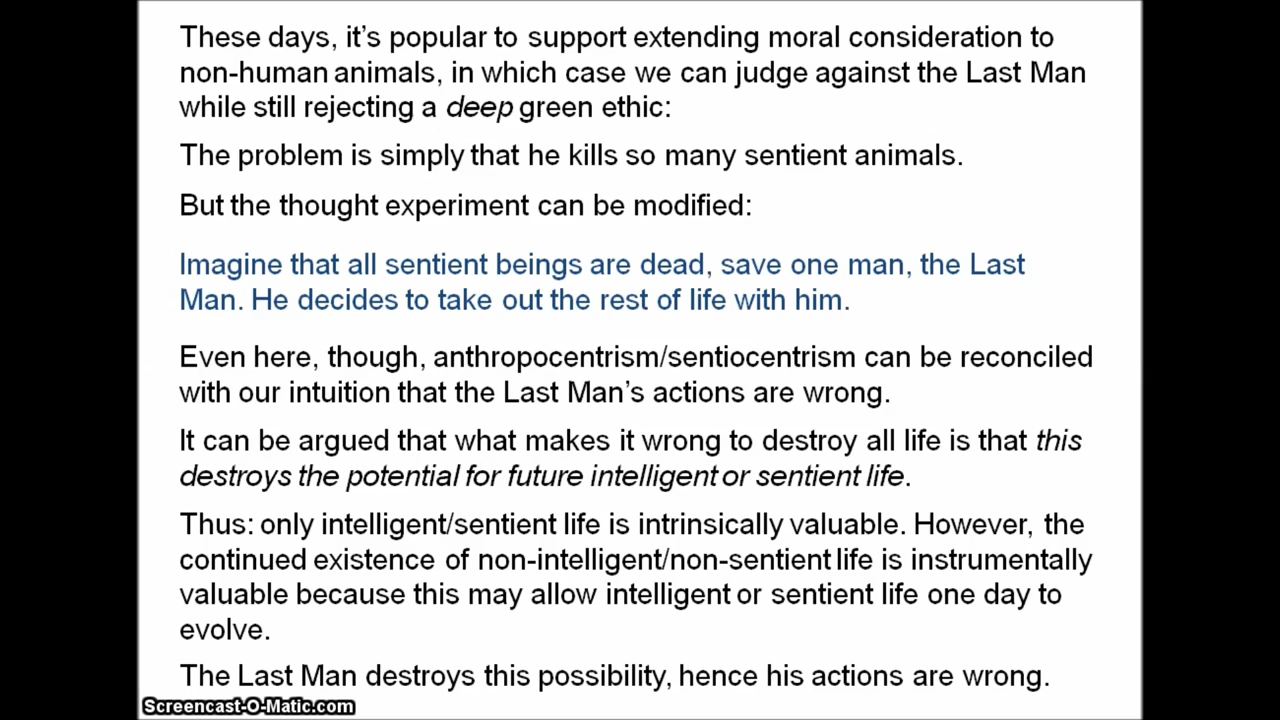 These days, it's popular to support extending moral consideration to
non-human animals, in which case we can judge against the Last Man
while still rejecting a deep green ethic:
The problem is simply that he kills so many sentient animals.
But the thought experiment can be modified:
Imagine that all sentient beings are dead, save one man, the Last
Man. He decides to take out the rest of life with him.
Even here, though, anthropocentrism/sentiocentrism can be reconciled
with our intuition that the Last Man's actions are wrong.
It can be argued that what makes it wrong to destroy all life is that this
destroys the potential for future intelligent or sentient life.
Thus: only intelligent/sentient life is intrinsically valuable. However, the
continued existence of non-intelligent/non-sentient life is instrumentally
valuable because this may allow intelligent or sentient life one day to
evolve.
The Last Man destroys this possibility, hence his actions are wrong.
Screencast-O-Matic.com